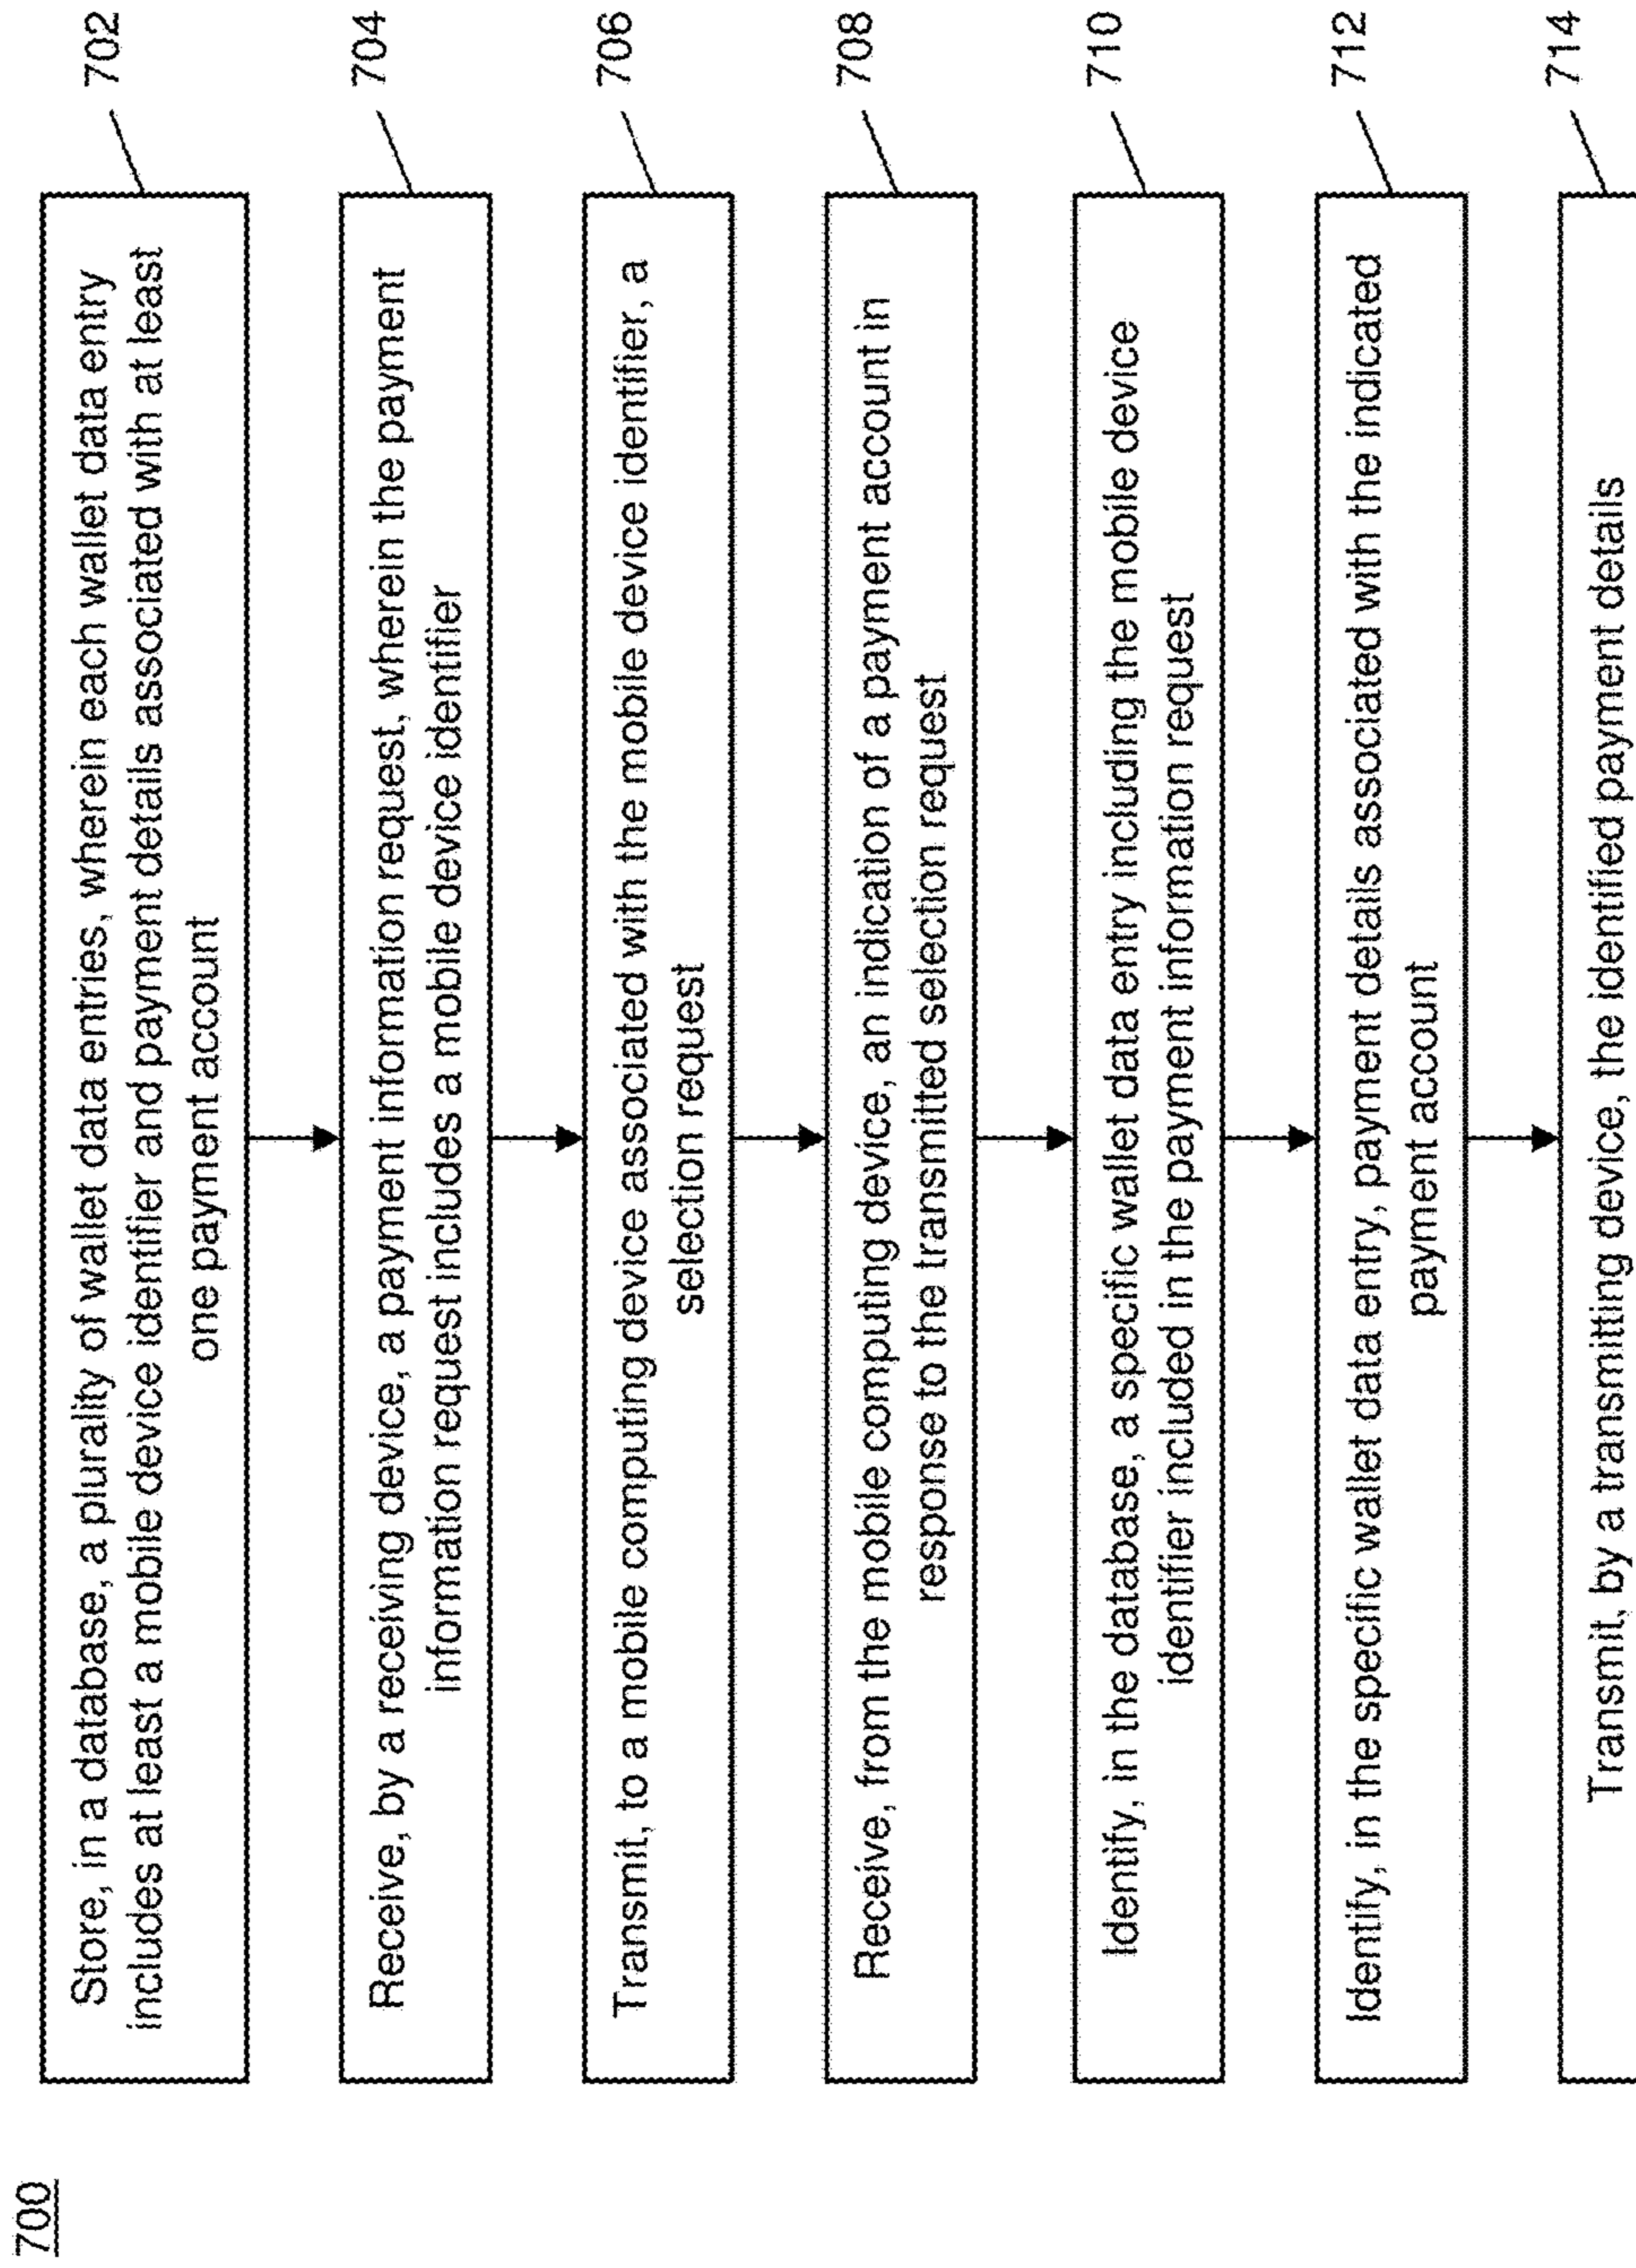 700
Store, in a database, a plurality of wallet data entries, wherein each wallet data entry
includes at least a mobile device identifier and payment details associated with at least
one payment account
702
Receive, by a receiving device, a payment information request, wherein the payment
information request includes a mobile device identifier
704
Transmit, to a mobile computing device associated with the mobile device identifier, a
selection request
706
Receive, from the mobile computing device, an indication of a payment account in
response to the transmitted selection request
708
Identify, in the database, a specific wallet data entry including the mobile device
identifier included in the payment information request
710
Identify, in the specific wallet data entry, payment details associated with the indicated
payment account
712
Transmit, by a transmitting device, the identified payment details
714